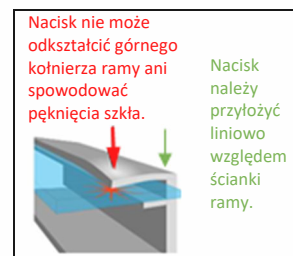 Nacisk nie może
odkształcić górnego
kołnierza ramy ani
spowodować
pęknięcia szkła.
Nacisk
należy
przyłożyć
liniowo
względem
ścianki
ramy.